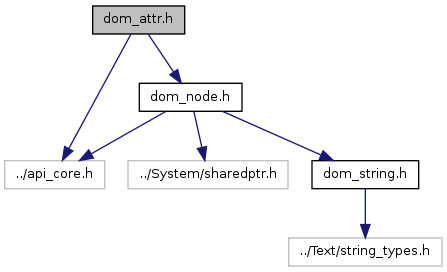 dom_attr.h
dom_node.h
../api_core.h
../System/sharedptr.h
dom_string.h
../Text/string_types.h